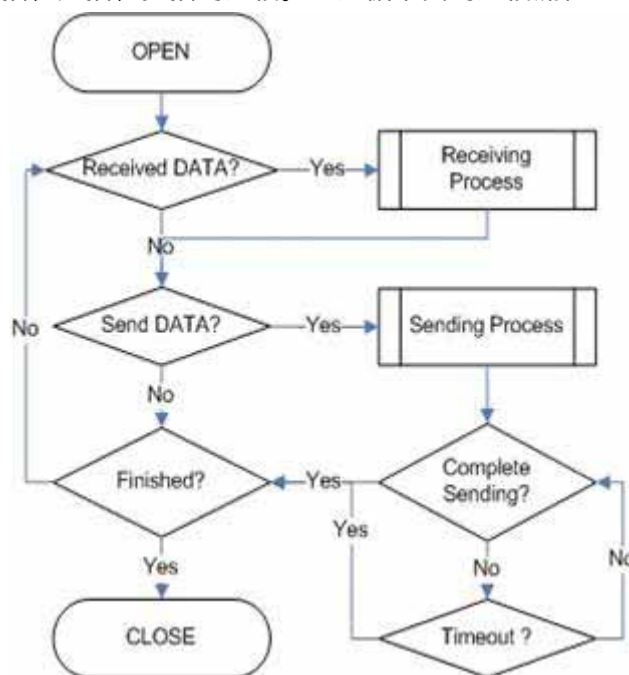 OPEN
Received DATA?
Yes
Receiving
Process
No
Send DATA?
Yes
Sending Process
No
No
Finished?
Yes
Complete
Sending?
Yes
No
No
Yes
CLOSE
Timeout ?